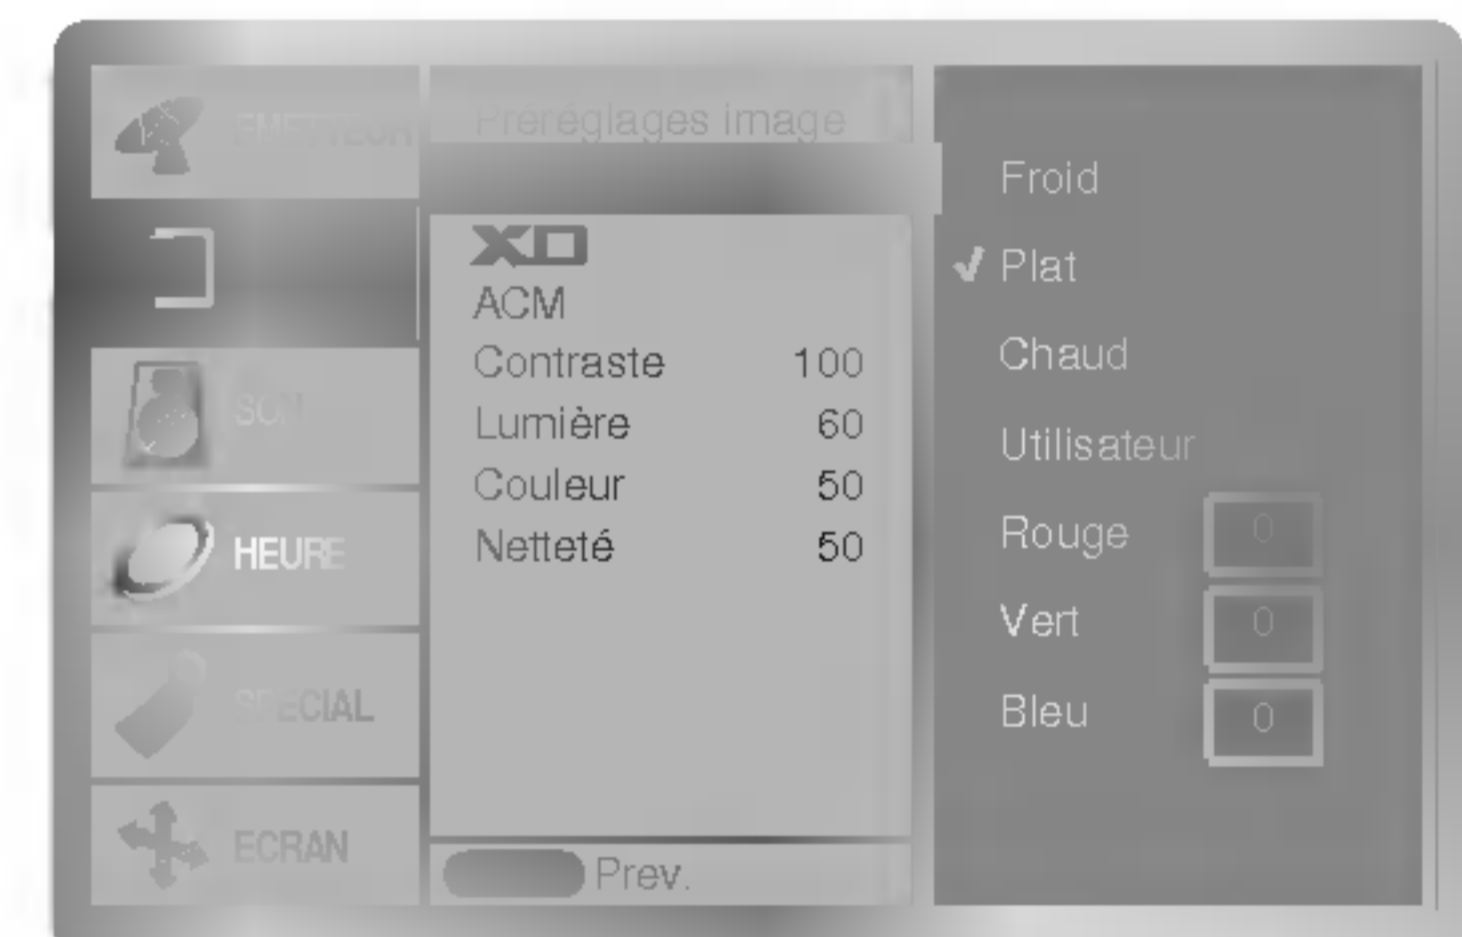 EMETTEUR
SON
HEURE
SPECIAL
ECRAN
Préréglages image
XD
ACM
Contraste 100
Lumière 60
Couleur 50
Netteté 50
Prev.
Froid
✓ Plat
Chaud
Utilisateur
Rouge 0
Vert 0
Bleu 0